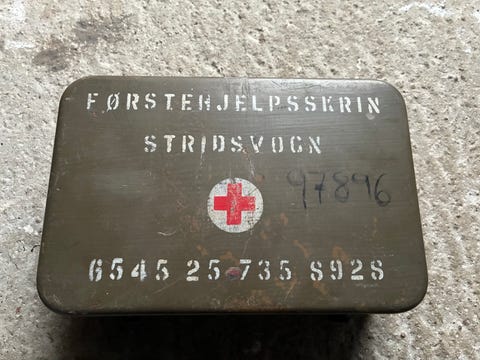 FØRSTEHJELPSSKRIN
STRIDSVOGN
97896
6545 25 735 8928